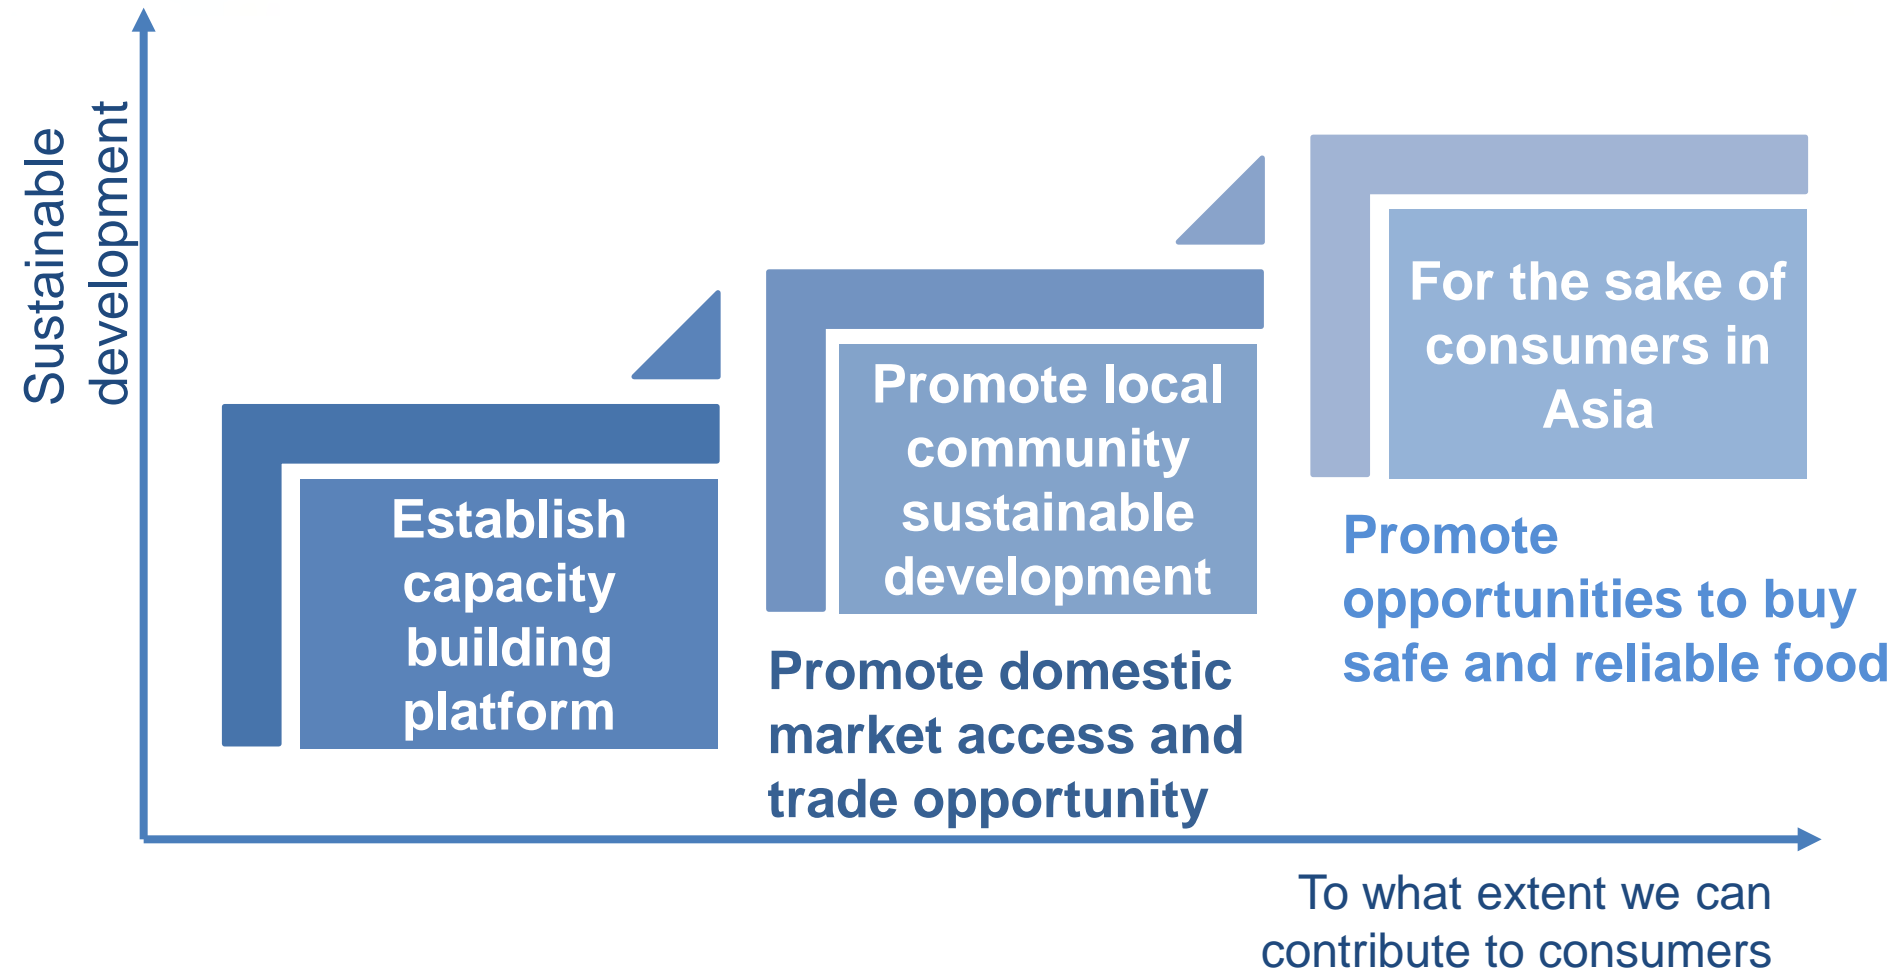 Sustainable
development
Establish
capacity
building
platform
Promote local
community
sustainable
development
Promote domestic
market access and
trade opportunity
For the sake of
consumers in
Asia
Promote
opportunities to buy
safe and reliable food
To what extent we can
contribute to consumers